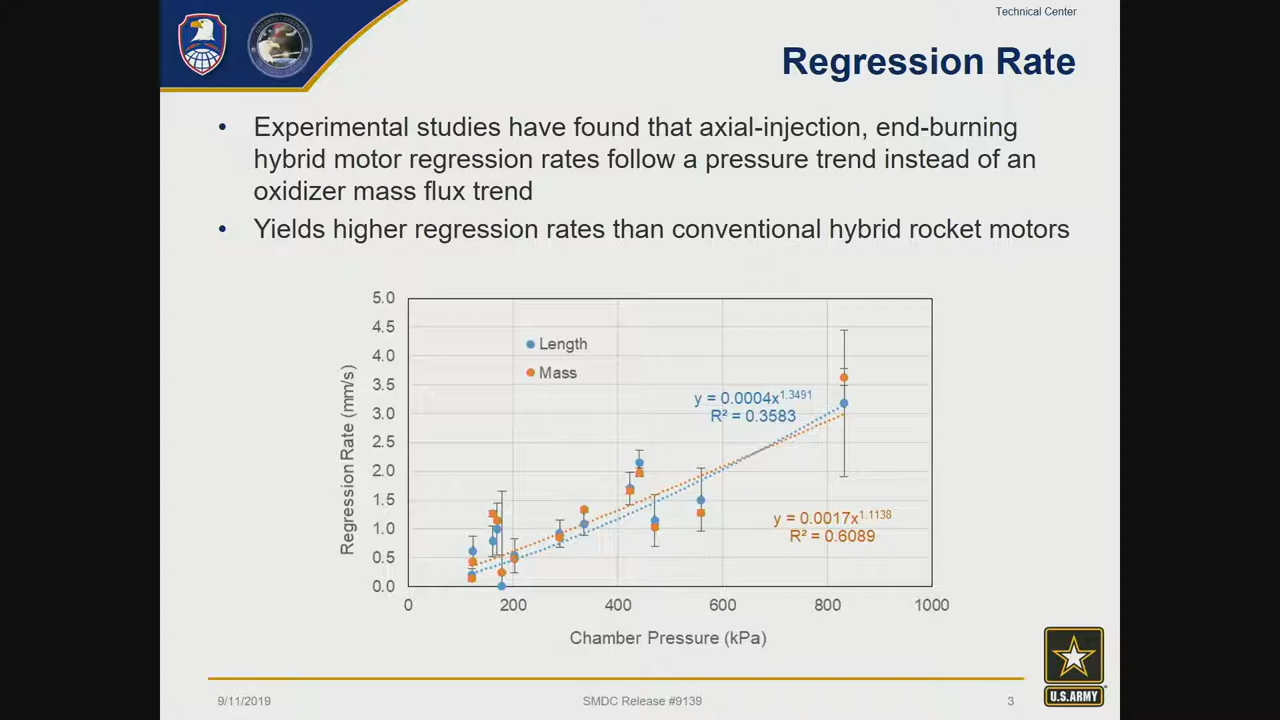 Technical Center
Regression Rate
• Experimental studies have found that axial-injection, end-burning
hybrid motor regression rates follow a pressure trend instead of an
oxidizer mass flux trend
• Yields higher regression rates than conventional hybrid rocket motors
5.0
4.5
4.0
3.5
3.0
2.5
2.0
1.5
1.0
0.5
0.0
Regression Rate (mm/s)
Length
Mass
y = 0.0004x^1.3491
R² = 0.3583
y = 0.0017x^1.1138
R² = 0.6089
0 200 400 600 800 1000
Chamber Pressure (kPa)
9/11/2019 SMDC Release #9139 3
U.S.ARMY